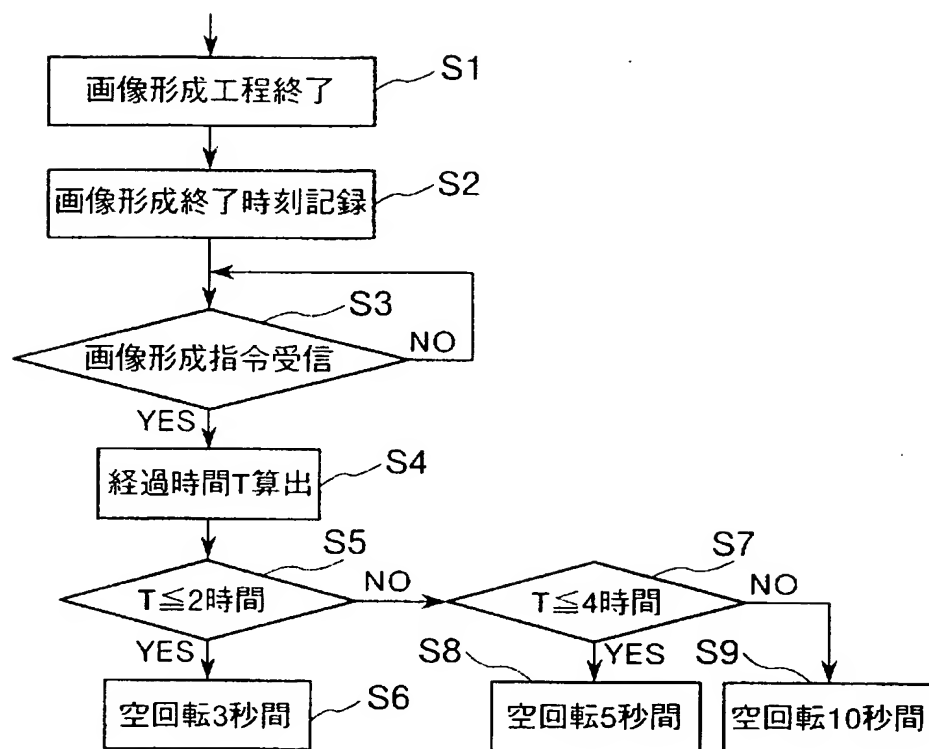 画像形成工程終了
S1
画像形成終了時刻記録
S2
画像形成指令受信
S3
NO
YES
経過時間T算出
S4
T≦2時間
S5
NO
YES
T≦4時間
S7
NO
YES
空回転3秒間
S6
S8
空回転5秒間
S9
空回転10秒間